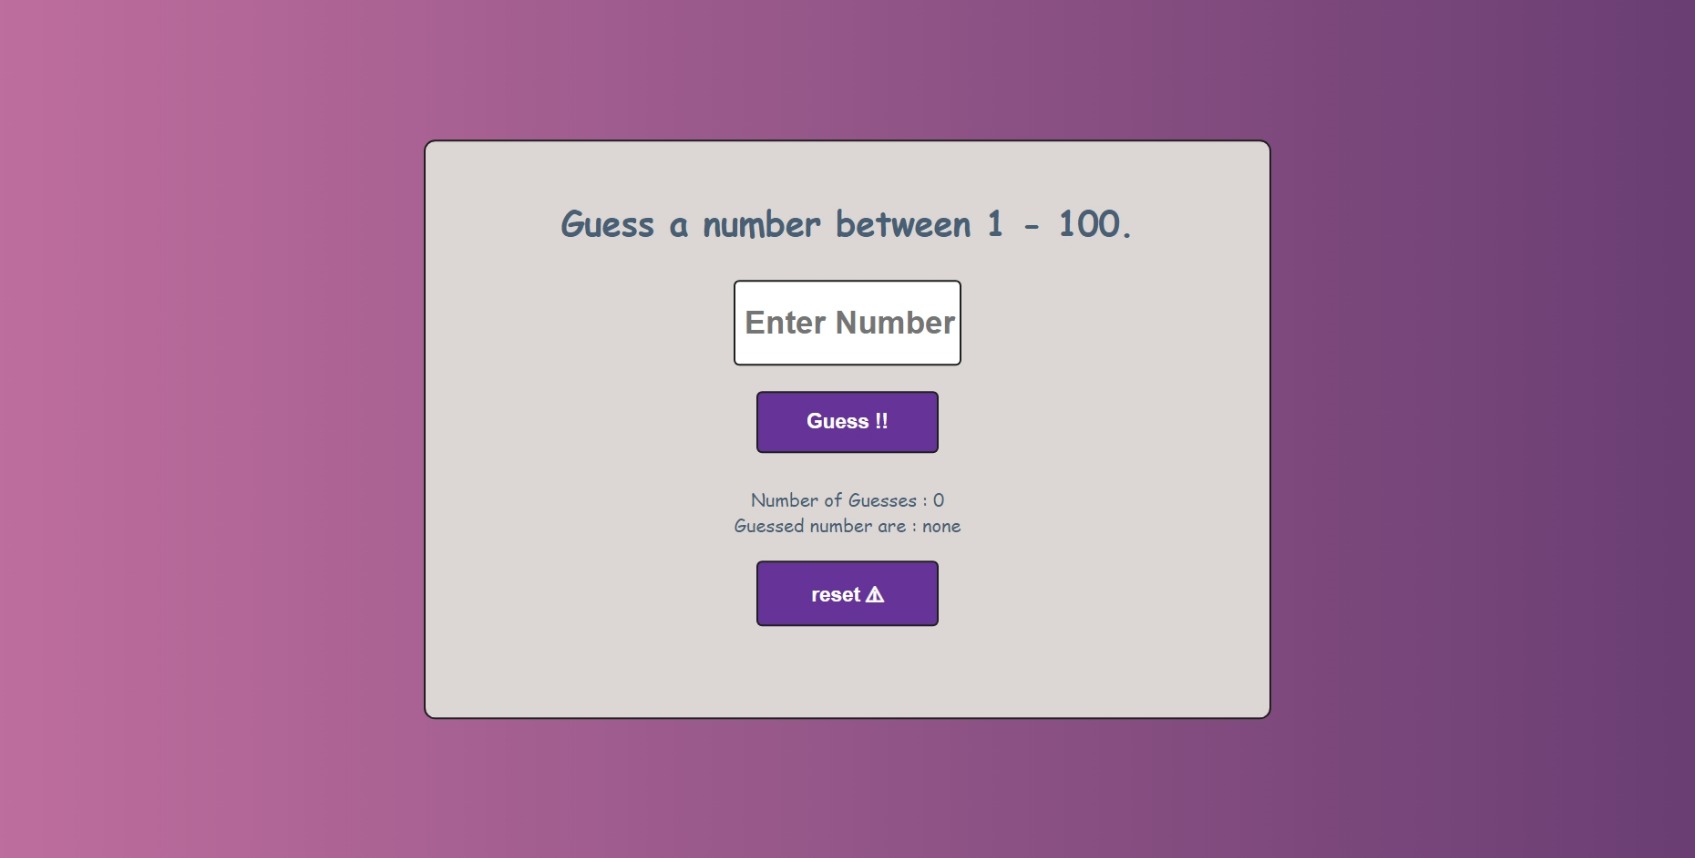 Guess a number between 1 - 100.
Enter Number
Guess !!
Number of Guesses : 0
Guessed number are : none
reset ⚠